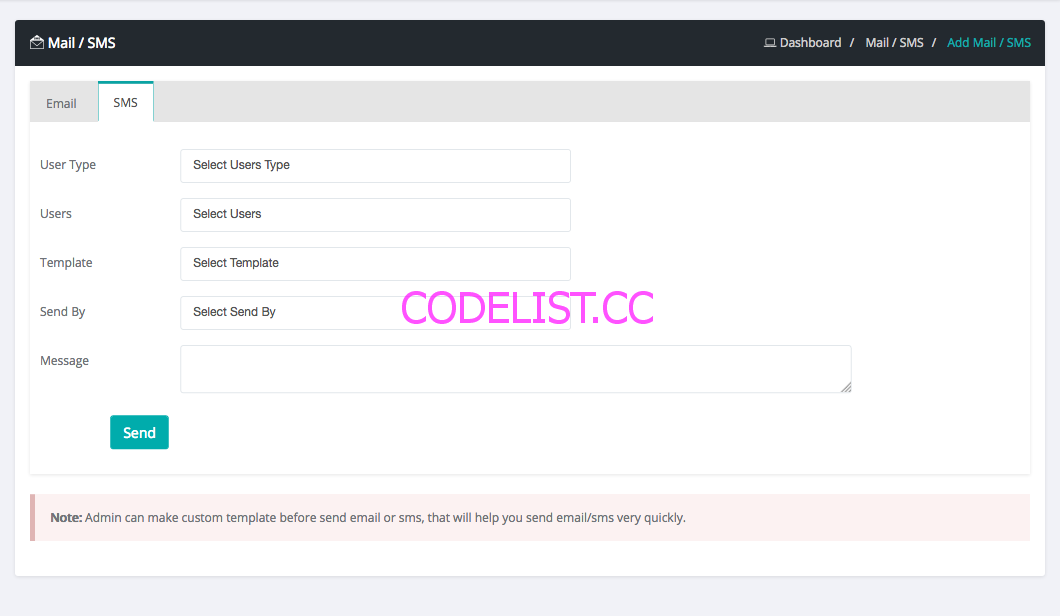 Mail / SMS
Dashboard / Mail / SMS / Add Mail / SMS
Email
SMS
User Type
Select Users Type
Users
Select Users
Template
Select Template
Send By
Select Send By
CODELIST.CC
Message
Send
Note: Admin can make custom template before send email or sms, that will help you send email/sms very quickly.